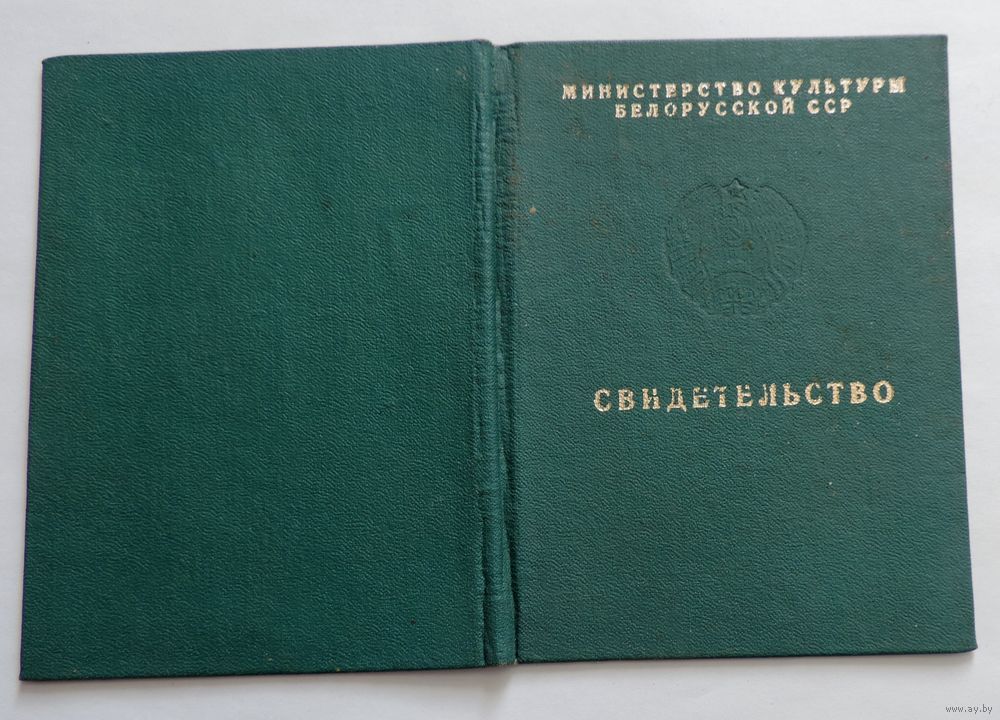 МИНИСТЕРСТВО КУЛЬТУРЫ
БЕЛОРУССКОЙ ССР
СВИДЕТЕЛЬСТВО
www.ay.by